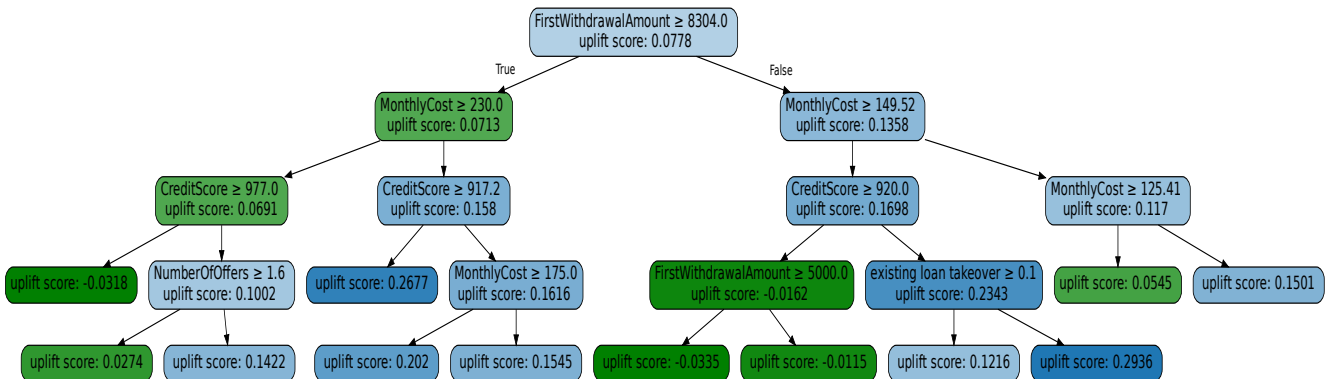 FirstWithdrawalAmount ≥ 8304.0
uplift score: 0.0778
True
False
MonthlyCost ≥ 230.0
uplift score: 0.0713
MonthlyCost ≥ 149.52
uplift score: 0.1358
CreditScore ≥ 977.0
uplift score: 0.0691
CreditScore ≥ 917.2
uplift score: 0.158
CreditScore ≥ 920.0
uplift score: 0.1698
MonthlyCost ≥ 125.41
uplift score: 0.117
uplift score: -0.0318
NumberOfOffers ≥ 1.6
uplift score: 0.1002
uplift score: 0.2677
MonthlyCost ≥ 175.0
uplift score: 0.1616
FirstWithdrawalAmount ≥ 5000.0
uplift score: -0.0162
existing loan takeover ≥ 0.1
uplift score: 0.2343
uplift score: 0.0545
uplift score: 0.1501
uplift score: 0.0274
uplift score: 0.1422
uplift score: 0.202
uplift score: 0.1545
uplift score: -0.0335
uplift score: -0.0115
uplift score: 0.1216
uplift score: 0.2936